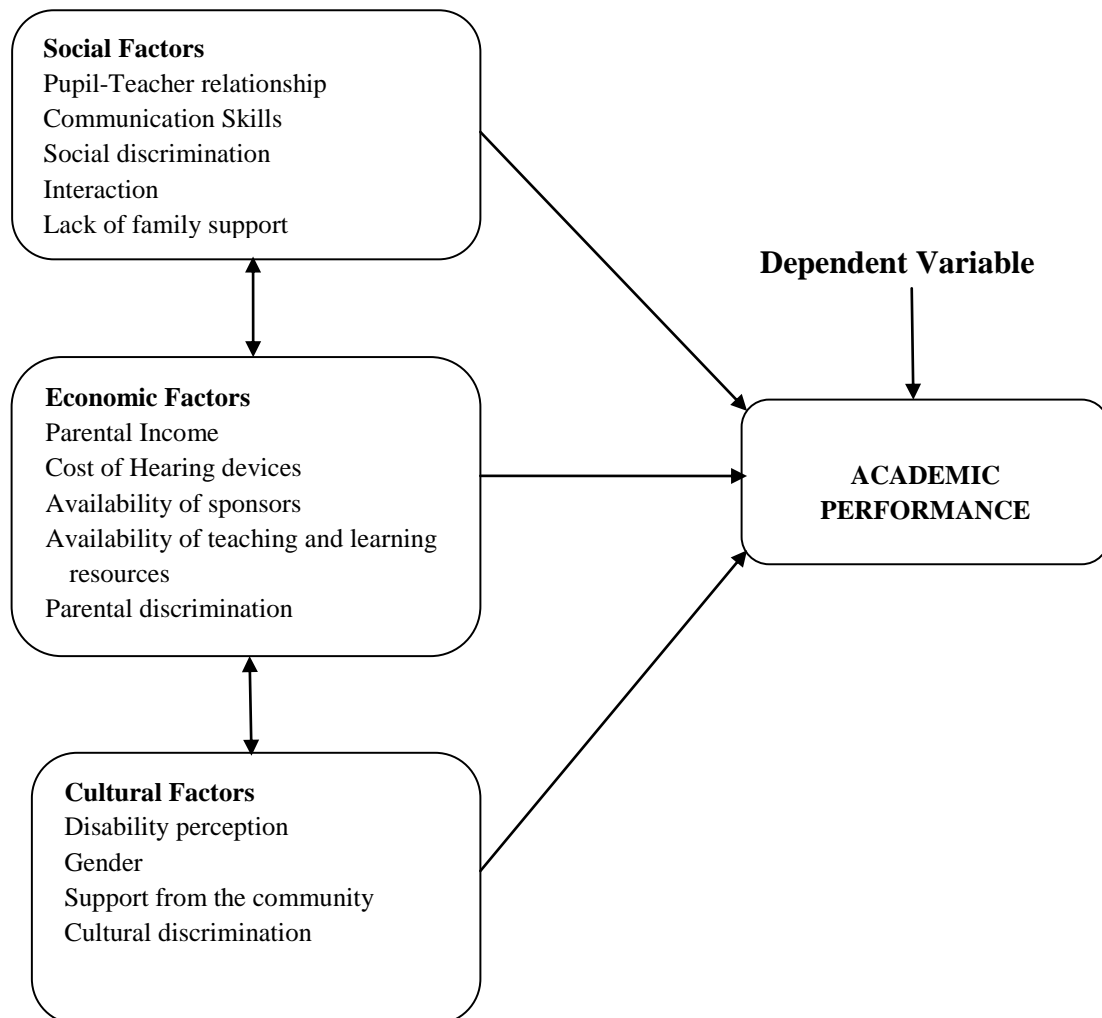 Social Factors
Pupil-Teacher relationship
Communication Skills
Social discrimination
Interaction
Lack of family support
Dependent Variable
Economic Factors
Parental Income
Cost of Hearing devices
Availability of sponsors
Availability of teaching and learning
resources
Parental discrimination
ACADEMIC
PERFORMANCE
Cultural Factors
Disability perception
Gender
Support from the community
Cultural discrimination